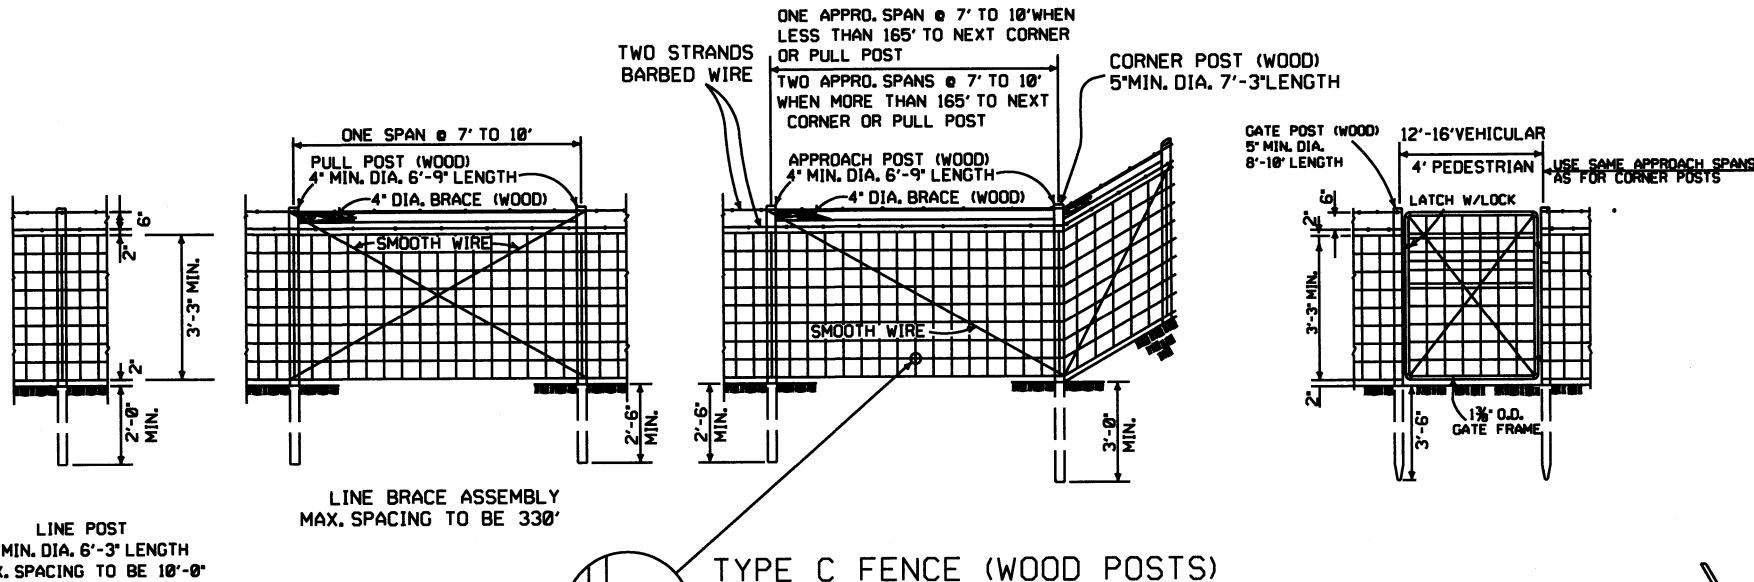 ONE APPRO. SPAN @ 7' TO 10'WHEN
LESS THAN 165' TO NEXT CORNER
OR PULL POST
TWO APPRO. SPANS @ 7' TO 10'
WHEN MORE THAN 165' TO NEXT
CORNER OR PULL POST
TWO STRANDS
BARBED WIRE
CORNER POST (WOOD)
5"MIN. DIA. 7'-3"LENGTH
ONE SPAN @ 7' TO 10'
PULL POST (WOOD)
4" MIN. DIA. 6'-9" LENGTH
4" DIA. BRACE (WOOD)
APPROACH POST (WOOD)
4" MIN. DIA. 6'-9" LENGTH
4" DIA. BRACE (WOOD)
GATE POST (WOOD)
5" MIN. DIA.
8'-10" LENGTH
12'-16'VEHICULAR
4' PEDESTRIAN
USE SAME APPROACH SPANS
AS FOR CORNER POSTS
LATCH W/LOCK
6"
2"
3'-3" MIN.
2"
2'-0"
MIN.
SMOOTH WIRE
2'-6"
MIN.
2'-6"
MIN.
SMOOTH WIRE
3'-0"
MIN.
6"
2"
3'-3" MIN.
2"
3'-6"
1⅝" O.D.
GATE FRAME
LINE BRACE ASSEMBLY
MAX. SPACING TO BE 330'
LINE POST
MIN. DIA. 6'-3" LENGTH
X. SPACING TO BE 10'-0"
TYPE C FENCE (WOOD POSTS)